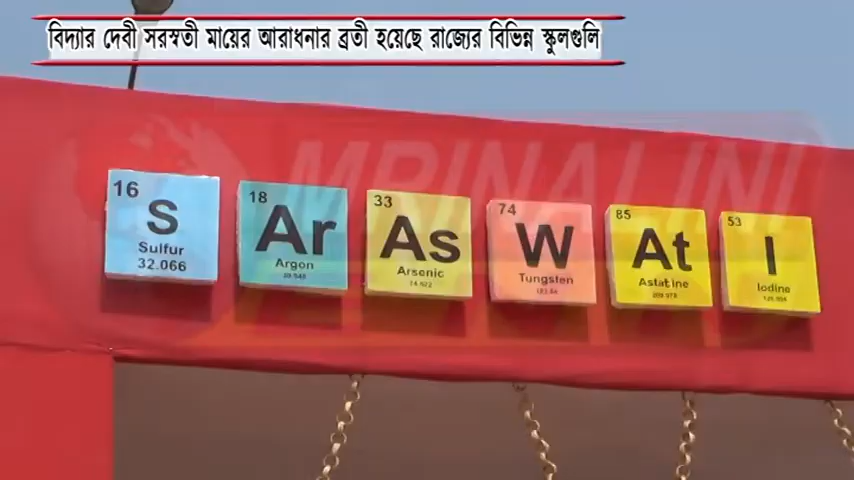 বিদ্যার দেবী সরস্বতী মায়ের আরাধনার ব্রতী হয়েছে রাজ্যের বিভিন্ন স্কুলগুলি
MRINALINI
16 18 33 74 85 53
S Ar As W At I
Sulfur Argon Arsenic Tungsten Astatine Iodine
32.066